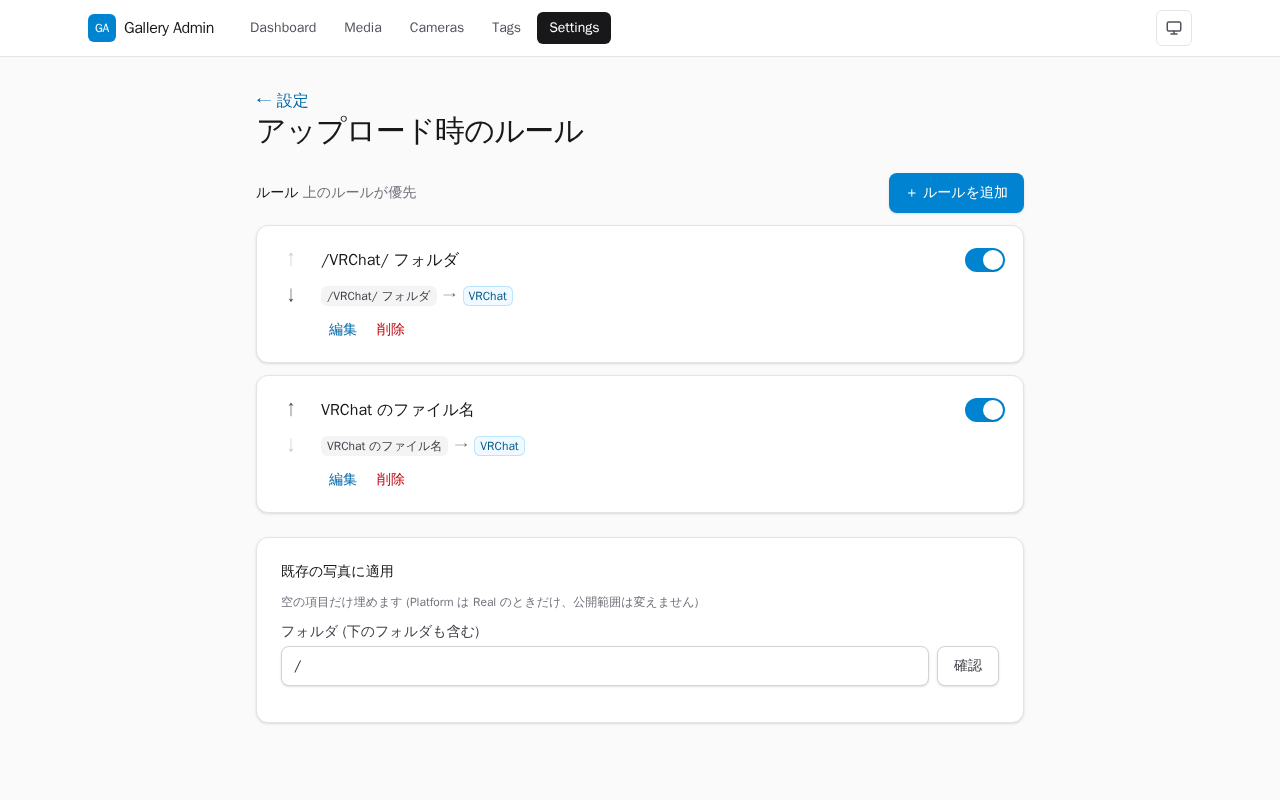 GA Gallery Admin Dashboard Media Cameras Tags Settings
← 設定
アップロード時のルール
ルール 上のルールが優先
＋ ルールを追加
↑ /VRChat/ フォルダ
↓ /VRChat/ フォルダ → VRChat
編集 削除
↑ VRChat のファイル名
↓ VRChat のファイル名 → VRChat
編集 削除
既存の写真に適用
空の項目だけ埋めます (Platform は Real のときだけ、公開範囲は変えません)
フォルダ (下のフォルダも含む)
/
確認